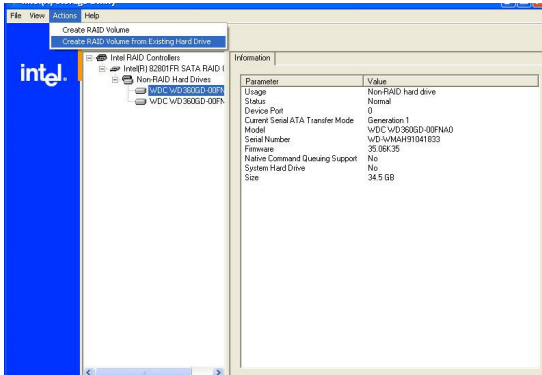 File View Actions Help
Create RAID Volume
Create RAID Volume from Existing Hard Drive
intel.
Intel RAID Controllers
Intel(R) 82801FR SATA RAID
Non-RAID Hard Drives
WDC WD360GD-00FN
WDC WD360GD-00FN
Information
Parameter Value
Usage Non-RAID hard drive
Status Normal
Device Port 0
Current Serial ATA Transfer Mode Generation 1
Model WDC WD360GD-00FNA0
Serial Number WD-WMAH91041833
Firmware 35.06K35
Native Command Queuing Support No
System Hard Drive No
Size 34.5 GB